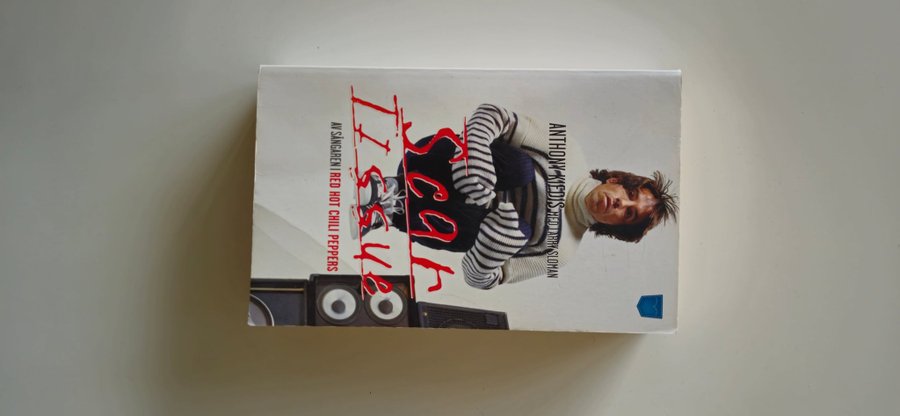 ANTHONY KIEDIS MED LARRY SLOMAN
Scar
Tissue
AV SÅNGAREN I RED HOT CHILI PEPPERS